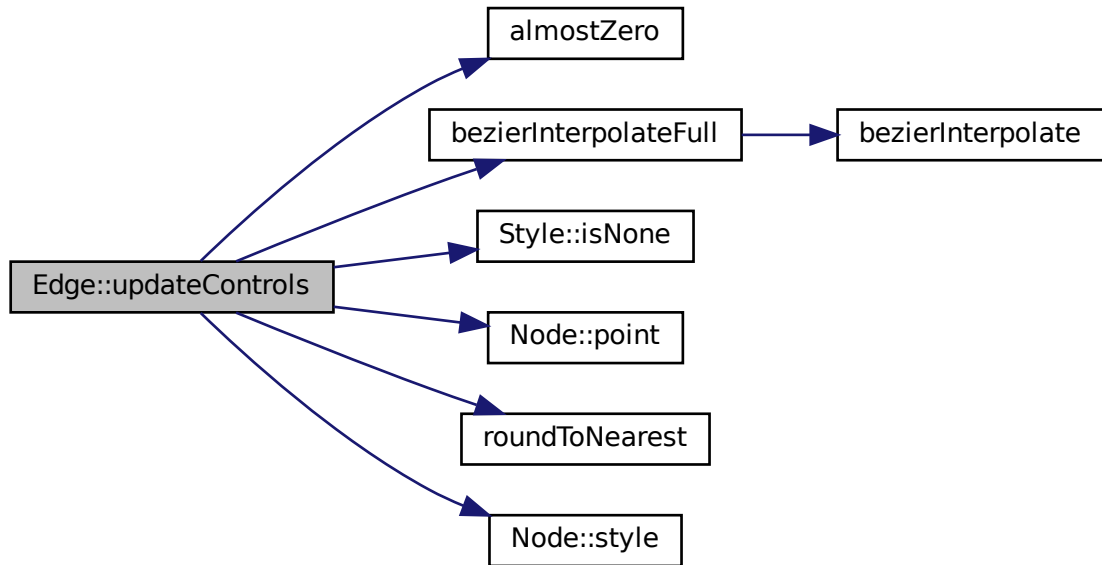 almostZero
bezierInterpolateFull
bezierInterpolate
Style::isNone
Edge::updateControls
Node::point
roundToNearest
Node::style